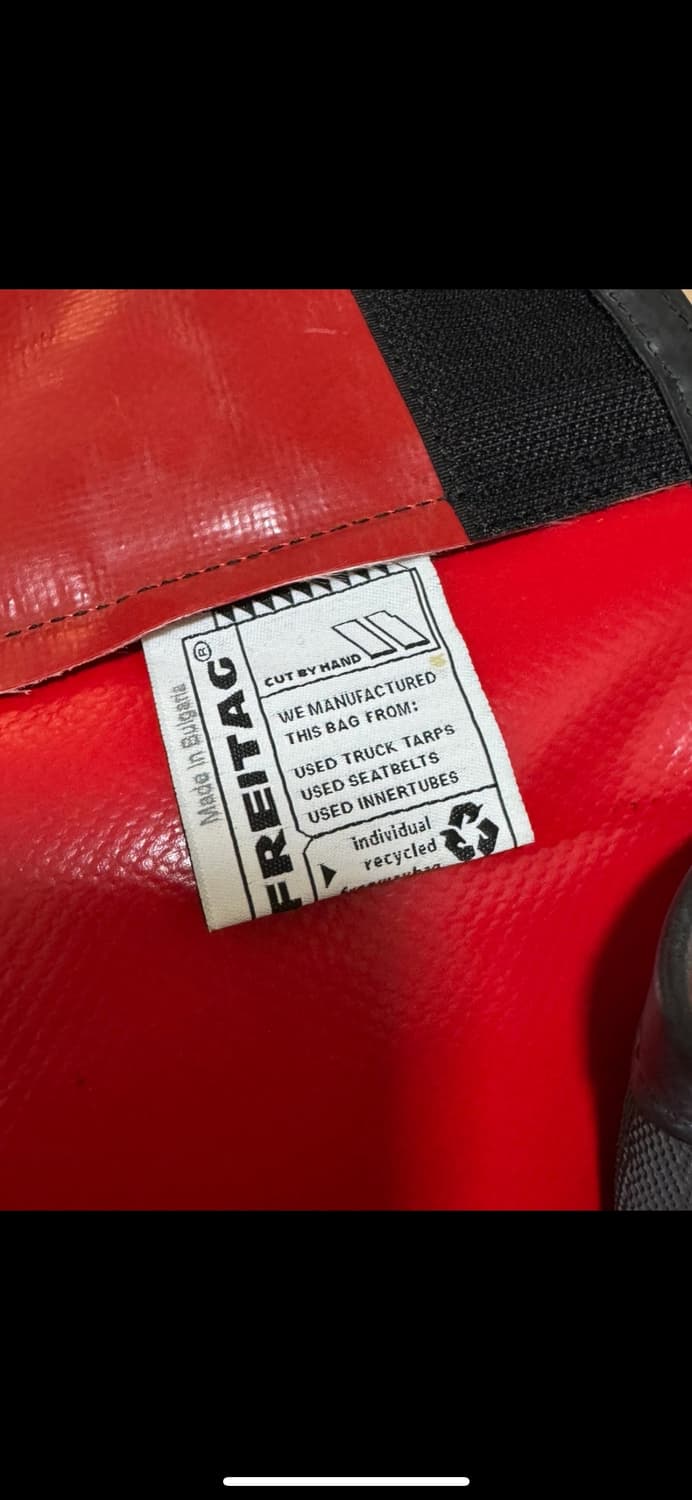 Made in Bulgaria
FREITAG®
CUT BY HAND
WE MANUFACTURED
THIS BAG FROM:
USED TRUCK TARPS
USED SEATBELTS
USED INNERTUBES
individual
recycled